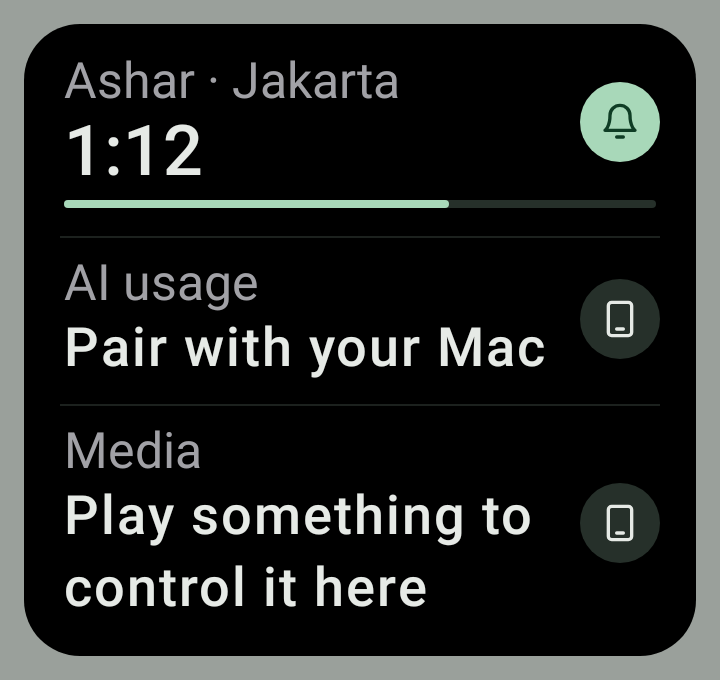 Ashar · Jakarta
1:12
AI usage
Pair with your Mac
Media
Play something to
control it here